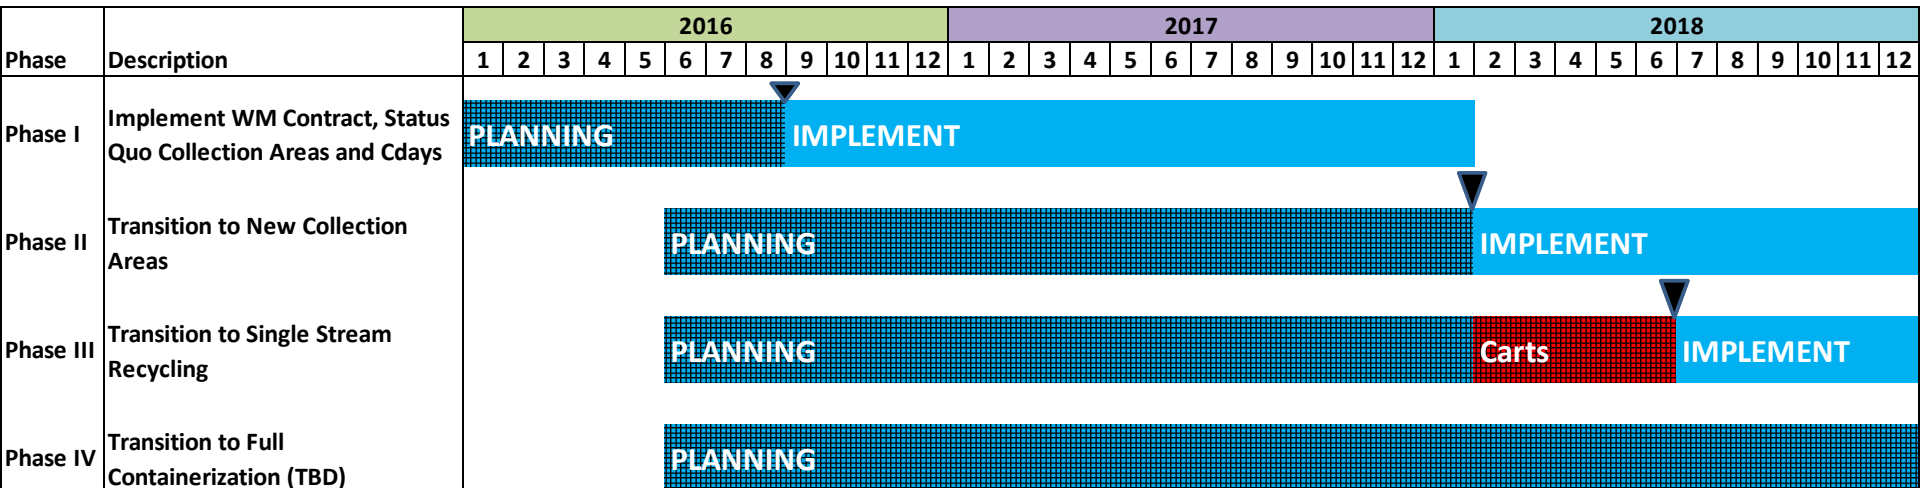 2016 2017 2018
Phase Description 1 2 3 4 5 6 7 8 9 10 11 12 1 2 3 4 5 6 7 8 9 10 11 12 1 2 3 4 5 6 7 8 9 10 11 12
Phase I
Implement WM Contract, Status
Quo Collection Areas and Cdays
PLANNING IMPLEMENT
Phase II
Transition to New Collection
Areas
PLANNING IMPLEMENT
Phase III
Transition to Single Stream
Recycling
PLANNING Carts IMPLEMENT
Phase IV
Transition to Full
Containerization (TBD)
PLANNING